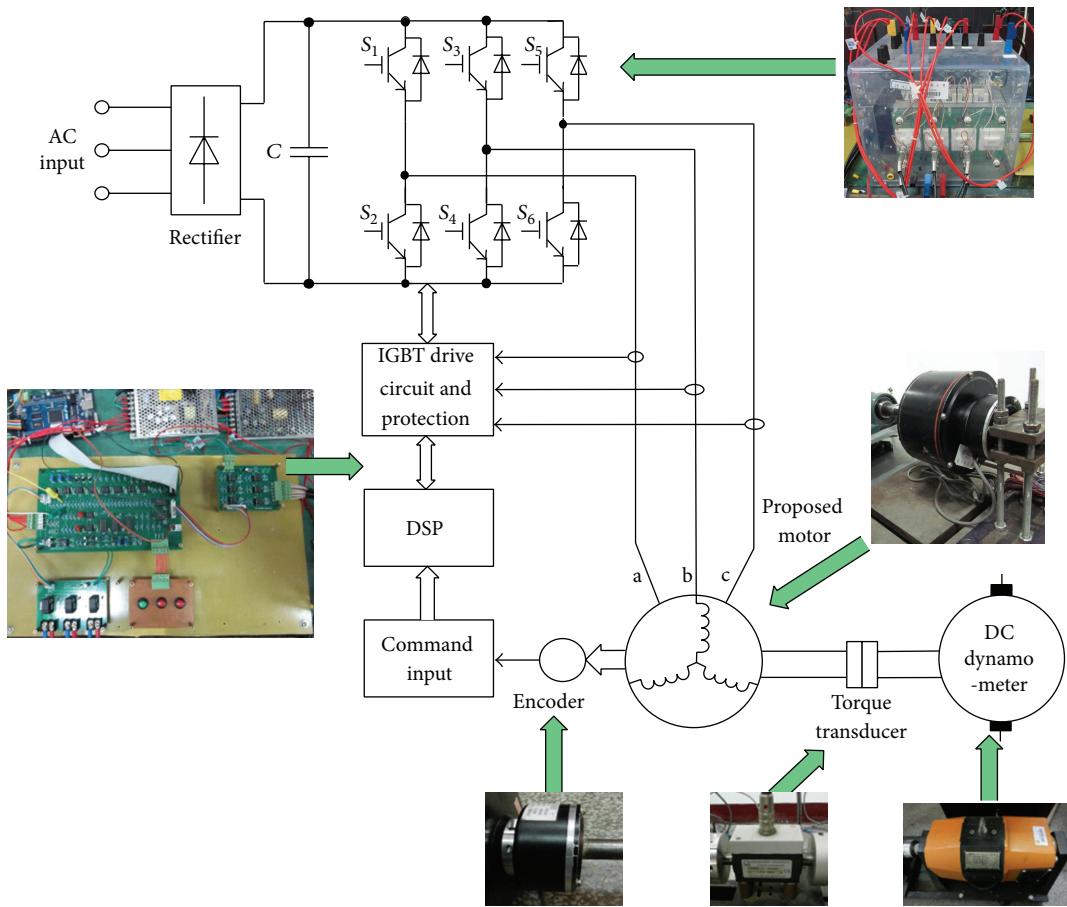 S1
S3
S5
AC
input
C
Rectifier
S2
S4
S6
IGBT drive
circuit and
protection
DSP
Proposed
motor
a
b
c
Command
input
Encoder
Torque
transducer
DC
dynamo
-meter